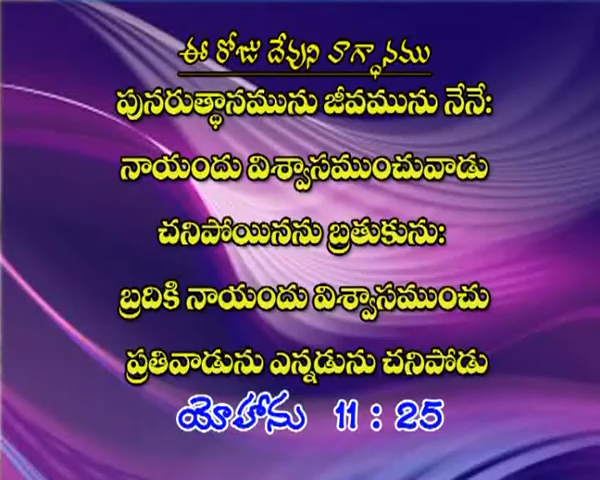 ఈ రోజు దేవుని వాగ్ధానము
పునరుత్థానమును జీవమును నేనే:
నాయందు విశ్వాసముంచువాడు
చనిపోయినను బ్రతుకును:
బ్రదికి నాయందు విశ్వాసముంచు
ప్రతివాడును ఎన్నడును చనిపోడు
యోహాను 11 : 25